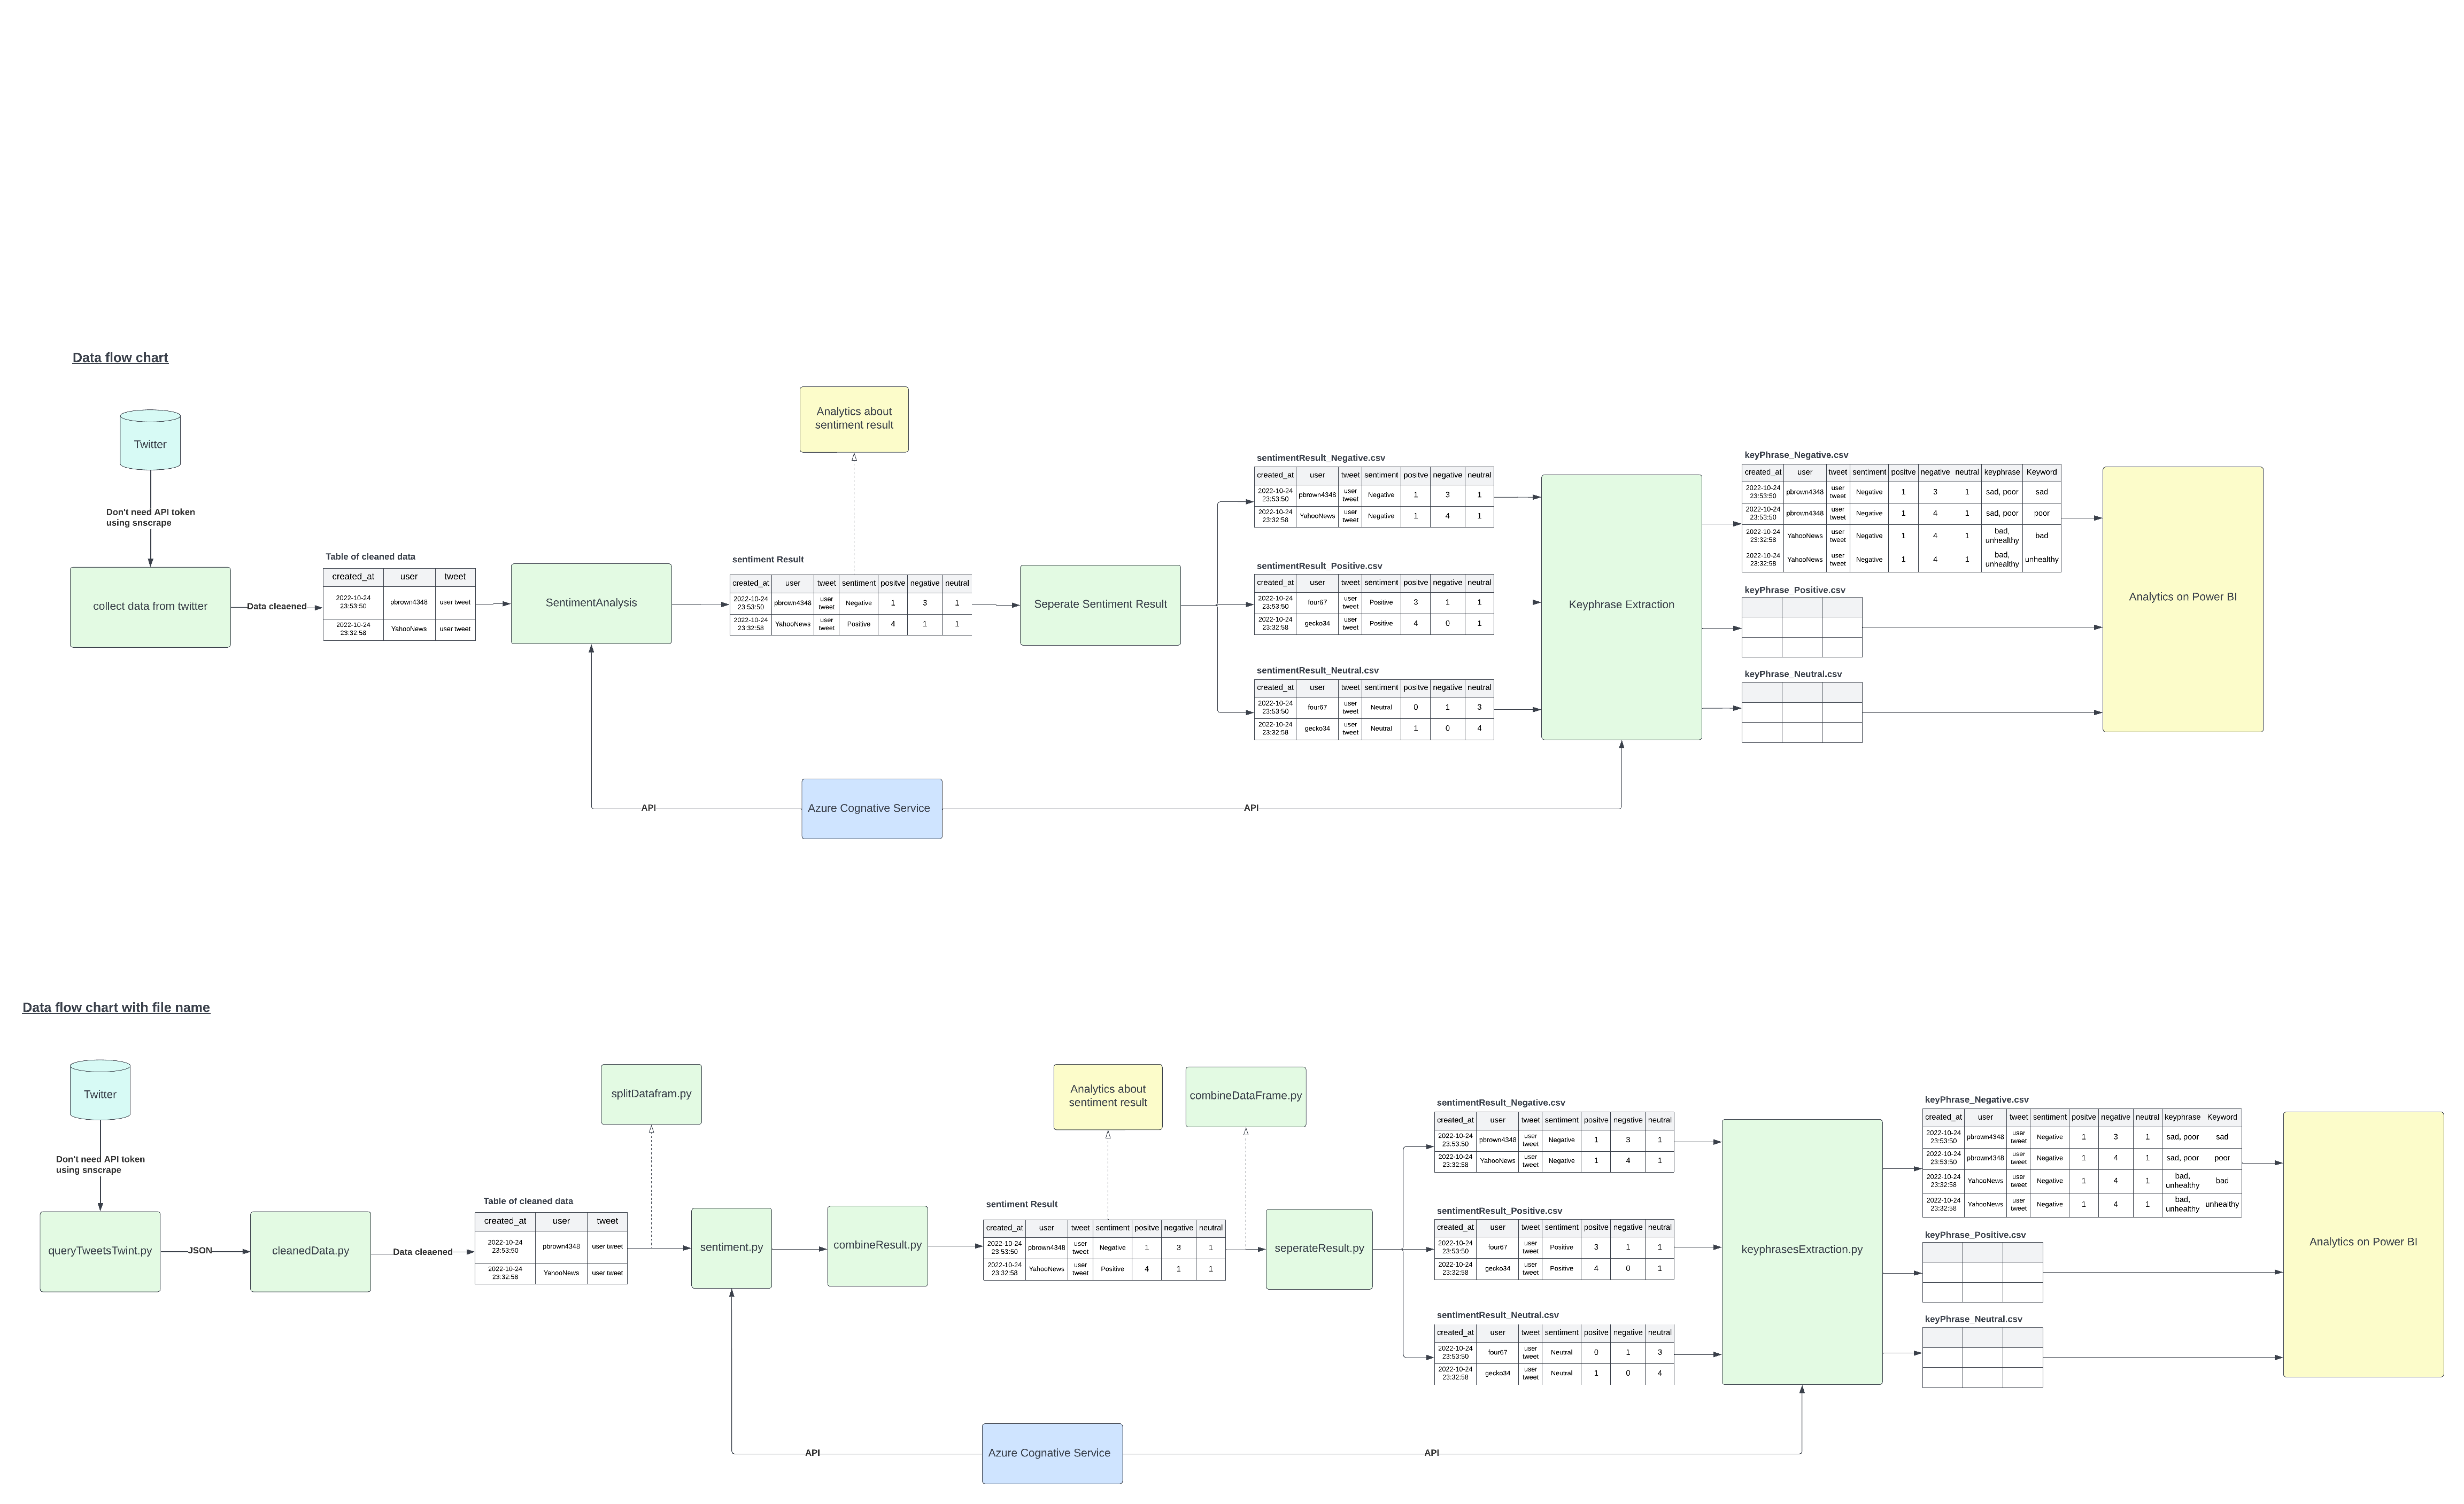 Data flow chart
Twitter
Don't need API token
using snscrape
collect data from twitter
Data cleaened
Table of cleaned data
created_at user tweet
2022-10-24 23:53:50 pbrown4348 user tweet
2022-10-24 23:32:58 YahooNews user tweet
SentimentAnalysis
Analytics about
sentiment result
sentiment Result
created_at user tweet sentiment positve negative neutral
2022-10-24 23:53:50 pbrown4348 user tweet Negative 1 3 1
2022-10-24 23:32:58 YahooNews user tweet Positive 4 1 1
Seperate Sentiment Result
sentimentResult_Negative.csv
created_at user tweet sentiment positve negative neutral
2022-10-24 23:53:50 pbrown4348 user tweet Negative 1 3 1
2022-10-24 23:32:58 YahooNews user tweet Negative 1 4 1
sentimentResult_Positive.csv
created_at user tweet sentiment positve negative neutral
2022-10-24 23:53:50 four67 user tweet Positive 3 1 1
2022-10-24 23:32:58 gecko34 user tweet Positive 4 0 1
sentimentResult_Neutral.csv
created_at user tweet sentiment positve negative neutral
2022-10-24 23:53:50 four67 user tweet Neutral 0 1 3
2022-10-24 23:32:58 gecko34 user tweet Neutral 1 0 4
Keyphrase Extraction
keyPhrase_Negative.csv
created_at user tweet sentiment positve negative neutral keyphrase Keyword
2022-10-24 23:53:50 pbrown4348 user tweet Negative 1 3 1 sad, poor sad
2022-10-24 23:53:50 pbrown4348 user tweet Negative 1 4 1 sad, poor poor
2022-10-24 23:32:58 YahooNews user tweet Negative 1 4 1 bad, unhealthy bad
2022-10-24 23:32:58 YahooNews user tweet Negative 1 4 1 bad, unhealthy unhealthy
keyPhrase_Positive.csv
keyPhrase_Neutral.csv
Analytics on Power BI
API
Azure Cognative Service
API
Data flow chart with file name
Twitter
Don't need API token
using snscrape
queryTweetsTwint.py
JSON
cleanedData.py
Data cleaened
Table of cleaned data
created_at user tweet
2022-10-24 23:53:50 pbrown4348 user tweet
2022-10-24 23:32:58 YahooNews user tweet
splitDatafram.py
sentiment.py
combineResult.py
Analytics about
sentiment result
sentiment Result
created_at user tweet sentiment positve negative neutral
2022-10-24 23:53:50 pbrown4348 user tweet Negative 1 3 1
2022-10-24 23:32:58 YahooNews user tweet Positive 4 1 1
combineDataFrame.py
seperateResult.py
sentimentResult_Negative.csv
created_at user tweet sentiment positve negative neutral
2022-10-24 23:53:50 pbrown4348 user tweet Negative 1 3 1
2022-10-24 23:32:58 YahooNews user tweet Negative 1 4 1
sentimentResult_Positive.csv
created_at user tweet sentiment positve negative neutral
2022-10-24 23:53:50 four67 user tweet Positive 3 1 1
2022-10-24 23:32:58 gecko34 user tweet Positive 4 0 1
sentimentResult_Neutral.csv
created_at user tweet sentiment positve negative neutral
2022-10-24 23:53:50 four67 user tweet Neutral 0 1 3
2022-10-24 23:32:58 gecko34 user tweet Neutral 1 0 4
keyphrasesExtraction.py
keyPhrase_Negative.csv
created_at user tweet sentiment positve negative neutral keyphrase Keyword
2022-10-24 23:53:50 pbrown4348 user tweet Negative 1 3 1 sad, poor sad
2022-10-24 23:53:50 pbrown4348 user tweet Negative 1 4 1 sad, poor poor
2022-10-24 23:32:58 YahooNews user tweet Negative 1 4 1 bad, unhealthy bad
2022-10-24 23:32:58 YahooNews user tweet Negative 1 4 1 bad, unhealthy unhealthy
keyPhrase_Positive.csv
keyPhrase_Neutral.csv
Analytics on Power BI
API
Azure Cognative Service
API